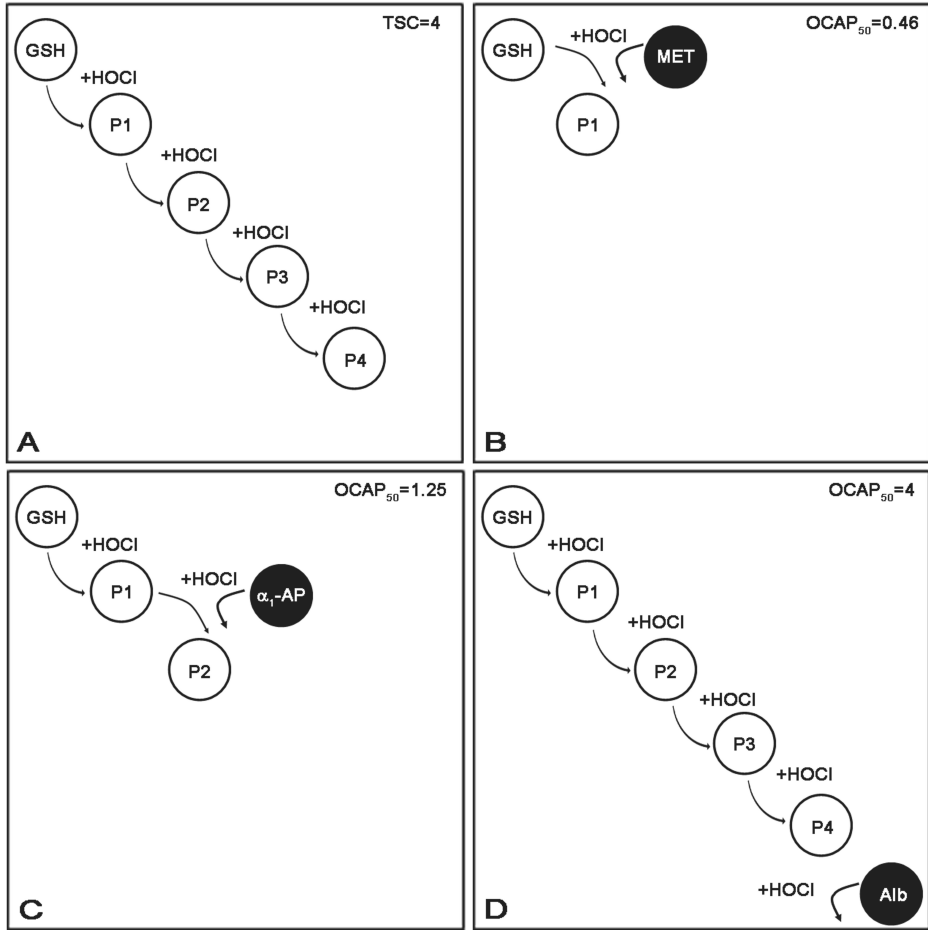 TSC=4
GSH
+HOCl
P1
+HOCl
P2
+HOCl
P3
+HOCl
P4
A
OCAP50=0.46
GSH
+HOCl
MET
P1
B
OCAP50=1.25
GSH
+HOCl
P1
+HOCl
α1-AP
P2
C
OCAP50=4
GSH
+HOCl
P1
+HOCl
P2
+HOCl
P3
+HOCl
P4
+HOCl
Alb
D